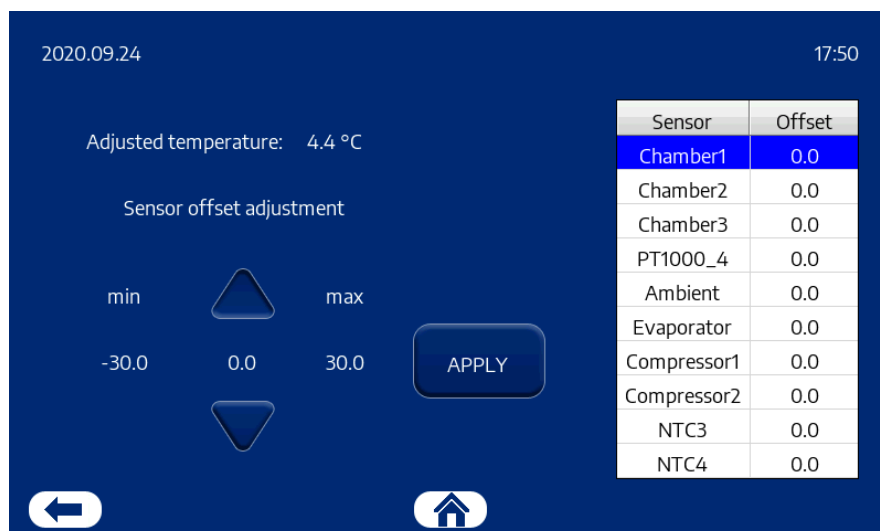 2020.09.24 17:50
Adjusted temperature: 4.4 °C
Sensor offset adjustment
min max
-30.0 0.0 30.0
APPLY
Sensor Offset
Chamber1 0.0
Chamber2 0.0
Chamber3 0.0
PT1000_4 0.0
Ambient 0.0
Evaporator 0.0
Compressor1 0.0
Compressor2 0.0
NTC3 0.0
NTC4 0.0